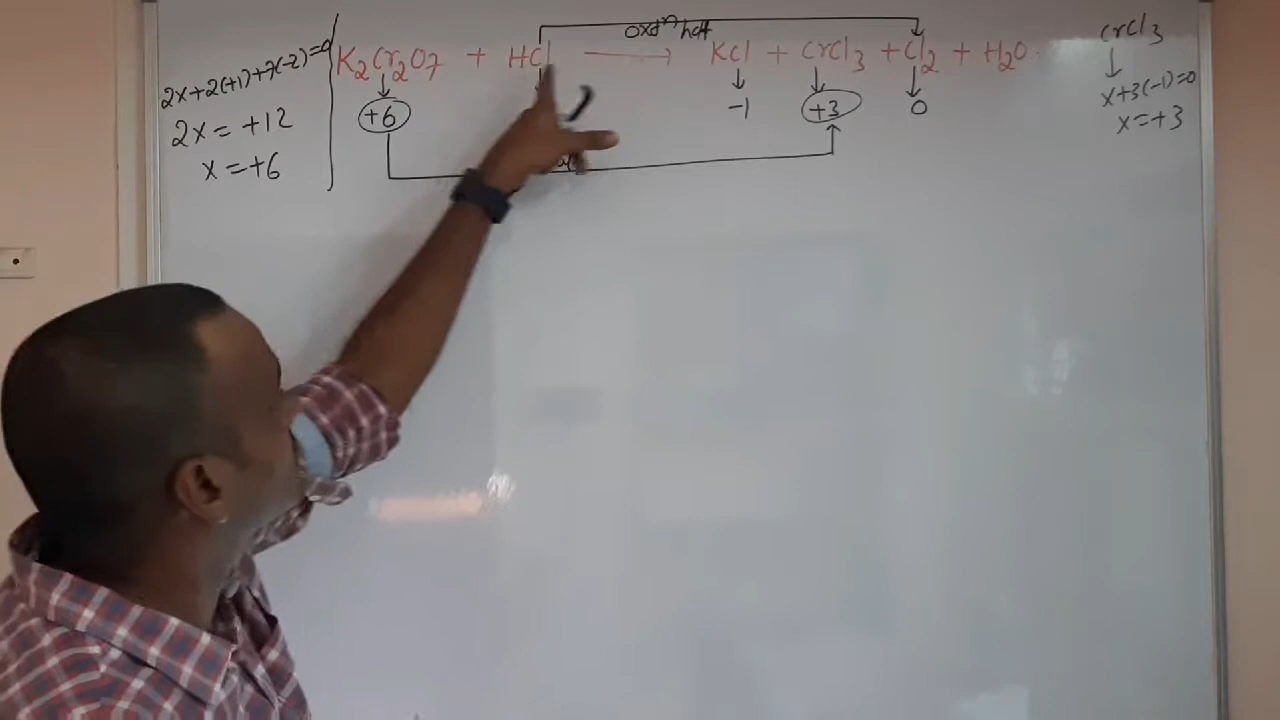 oxdⁿ half
K₂Cr₂O₇ + HCl → KCl + CrCl₃ + Cl₂ + H₂O
+6 -1 +3 0
2x+2(+1)+7(-2)=0
2x = +12
x = +6
CrCl₃
x+3(-1)=0
x=+3